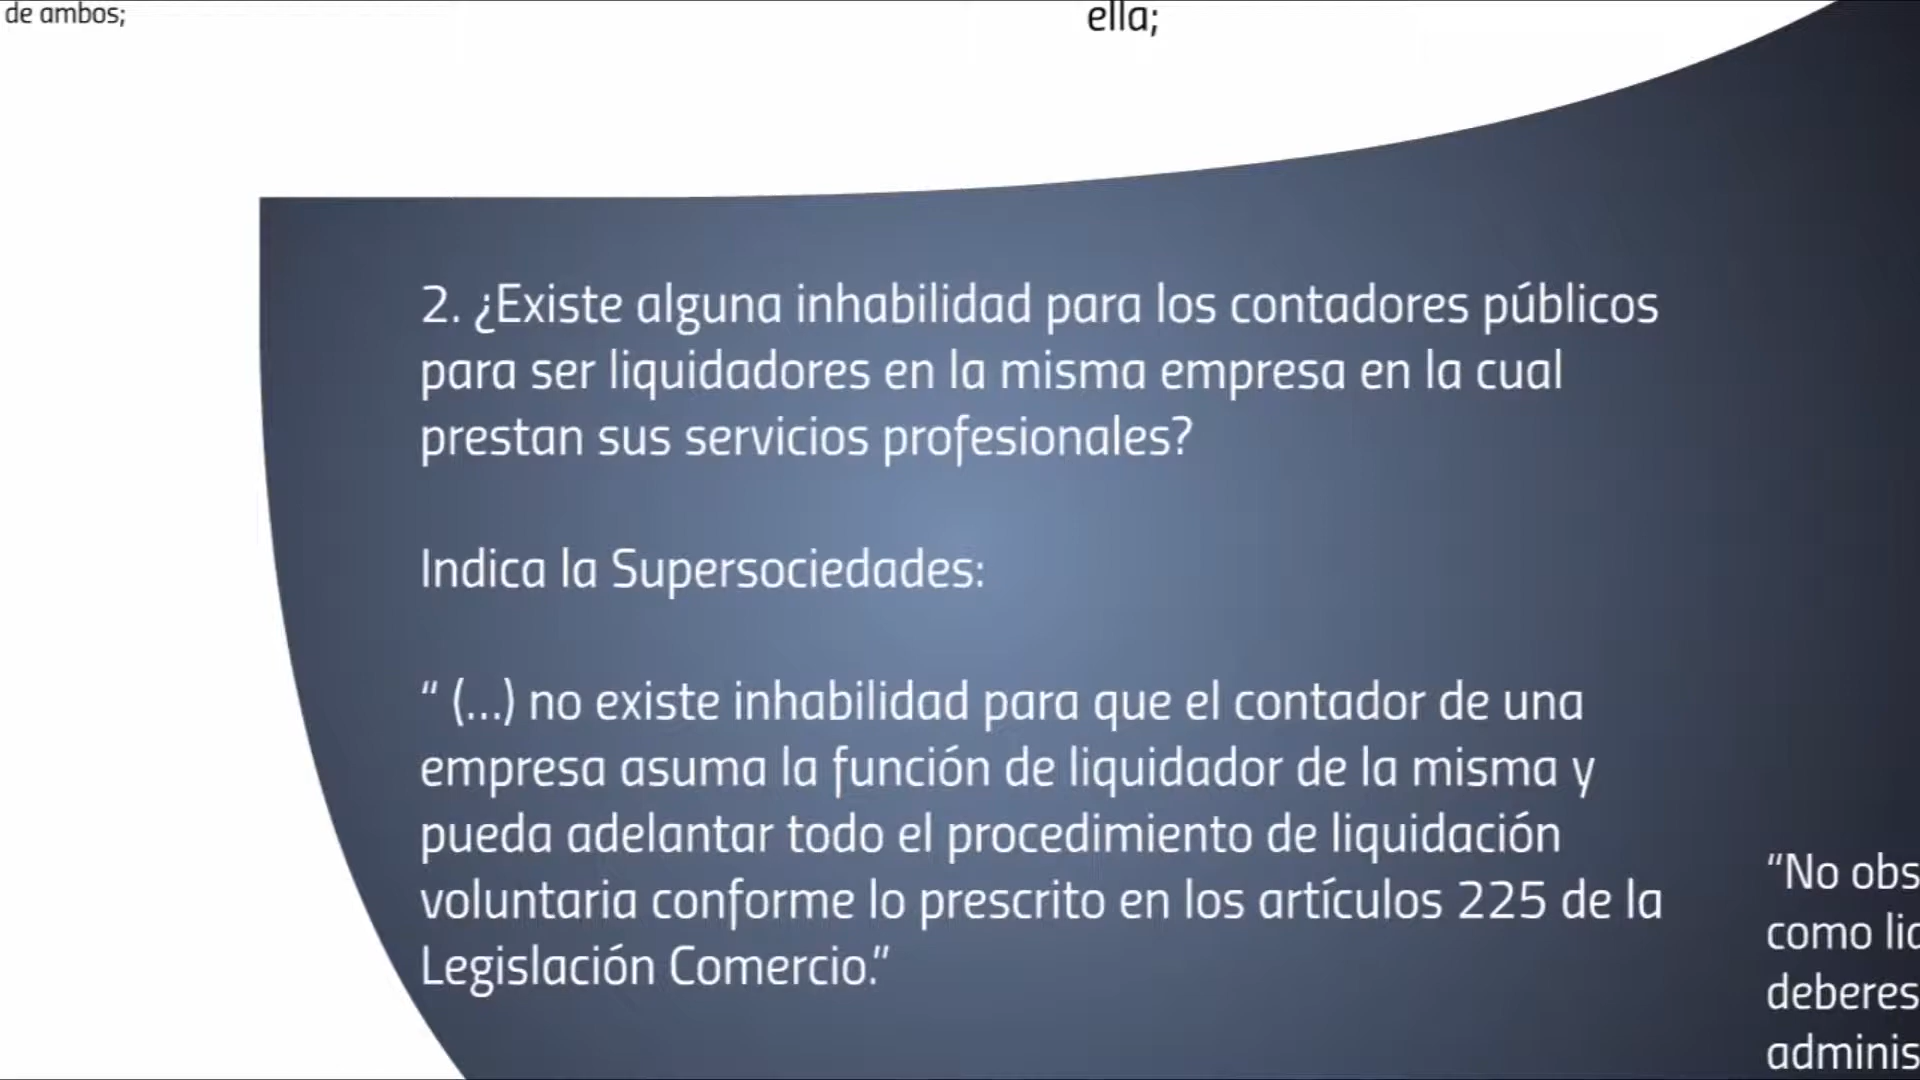 de ambos;
ella;
2. ¿Existe alguna inhabilidad para los contadores públicos
para ser liquidadores en la misma empresa en la cual
prestan sus servicios profesionales?
Indica la Supersociedades:
“ (...) no existe inhabilidad para que el contador de una
empresa asuma la función de liquidador de la misma y
pueda adelantar todo el procedimiento de liquidación
voluntaria conforme lo prescrito en los artículos 225 de la
Legislación Comercio.”
“No obs
como liq
deberes
adminis